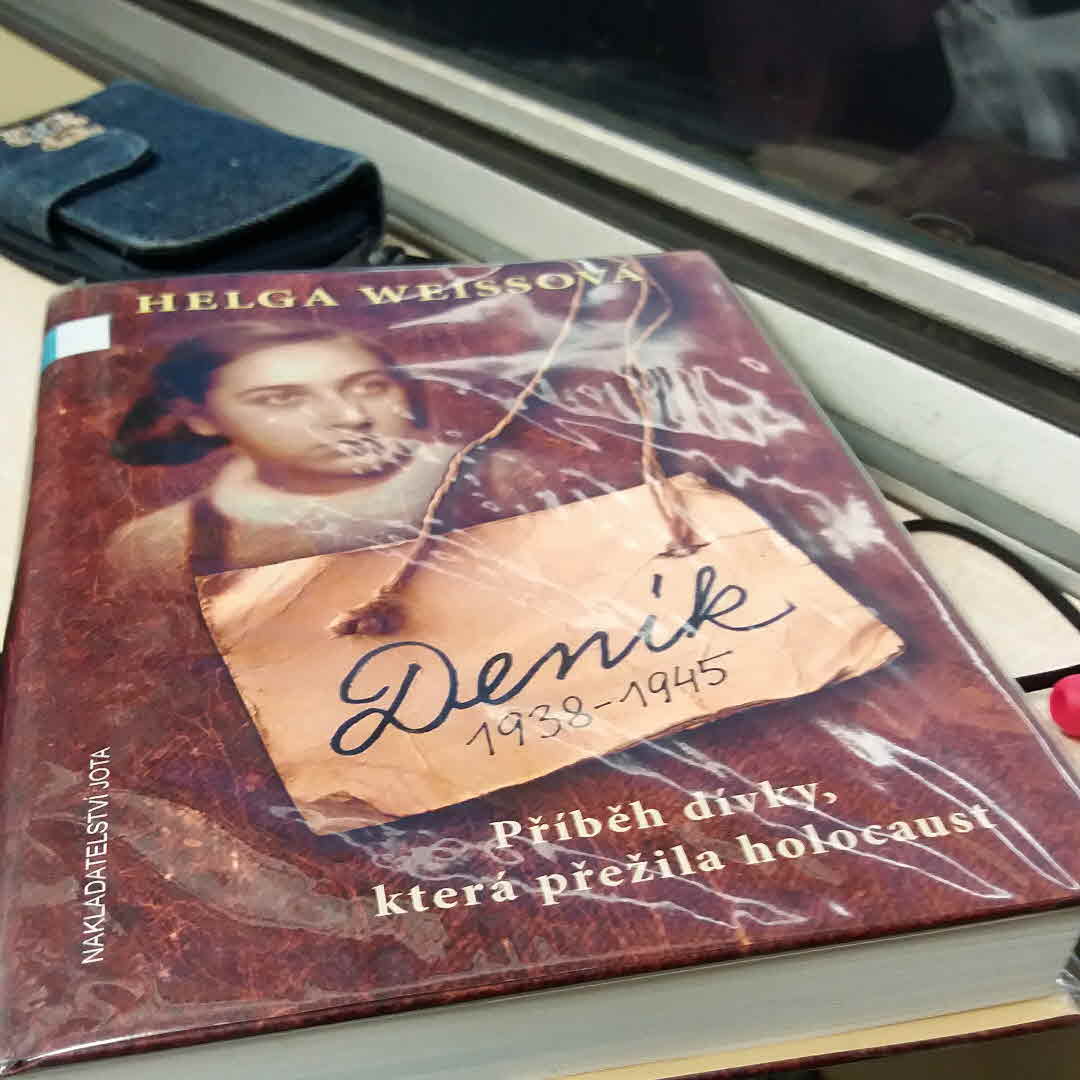 HELGA WEISSOVÁ
Deník
1938-1945
Příběh dívky,
která přežila holocaust
NAKLADATELSTVÍ JOTA